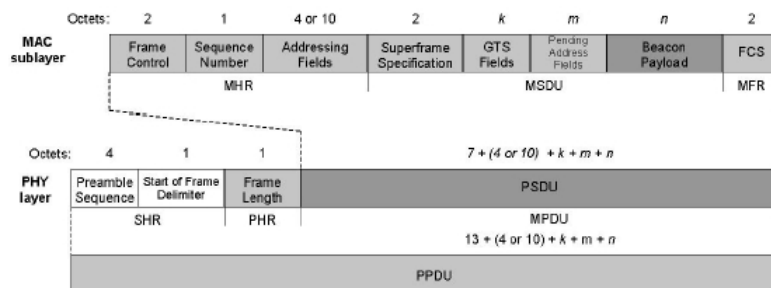 Octets: 2 1 4 or 10 2 k m n 2
MAC sublayer Frame Control Sequence Number Addressing Fields Superframe Specification GTS Fields Pending Address Fields Beacon Payload FCS
MHR MSDU MFR
Octets: 4 1 1 7 + (4 or 10) + k + m + n
PHY layer Preamble Sequence Start of Frame Delimiter Frame Length PSDU
SHR PHR MPDU
13 + (4 or 10) + k + m + n
PPDU